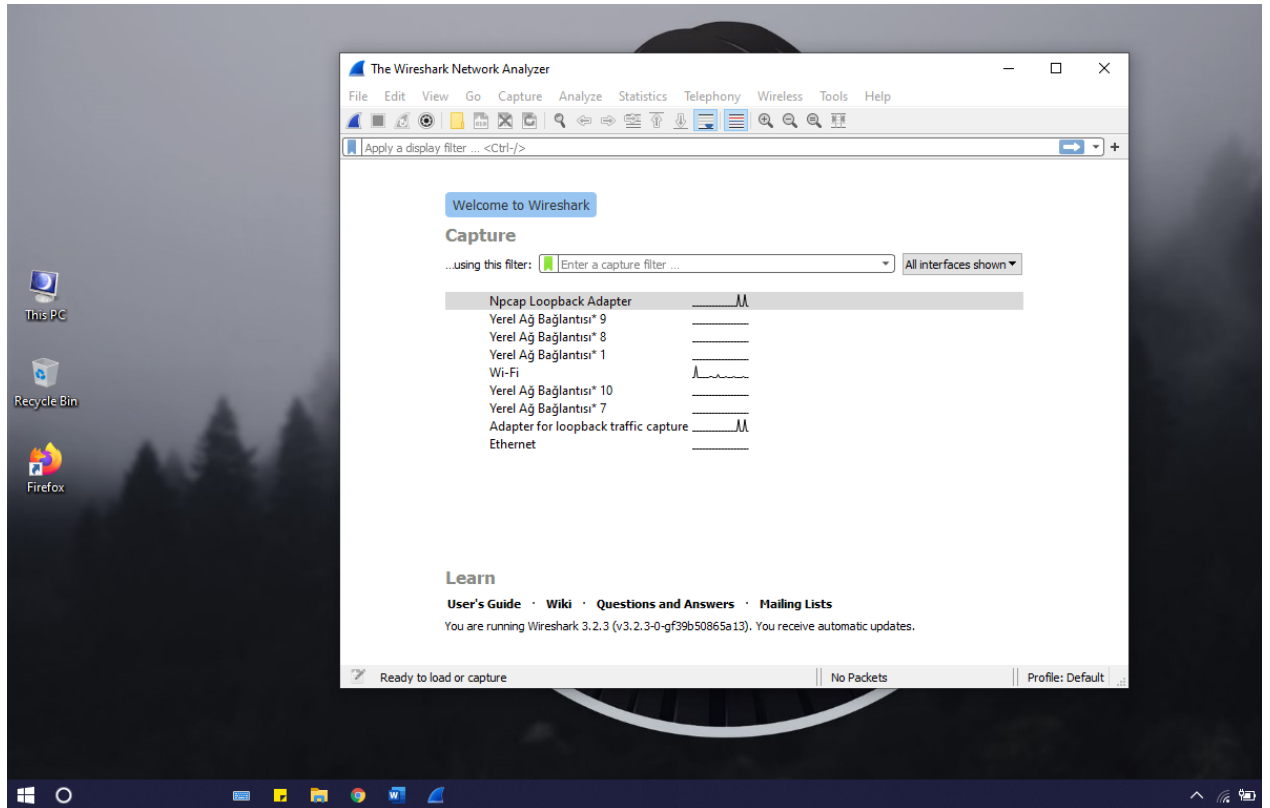 The Wireshark Network Analyzer
File Edit View Go Capture Analyze Statistics Telephony Wireless Tools Help
Apply a display filter ... <Ctrl-/>
Welcome to Wireshark
Capture
...using this filter: Enter a capture filter ... All interfaces shown
Npcap Loopback Adapter
Yerel Ağ Bağlantısı* 9
Yerel Ağ Bağlantısı* 8
Yerel Ağ Bağlantısı* 1
Wi-Fi
Yerel Ağ Bağlantısı* 10
Yerel Ağ Bağlantısı* 7
Adapter for loopback traffic capture
Ethernet
Learn
User's Guide · Wiki · Questions and Answers · Mailing Lists
You are running Wireshark 3.2.3 (v3.2.3-0-gf39b50865a13). You receive automatic updates.
Ready to load or capture No Packets Profile: Default
This PC
Recycle Bin
Firefox